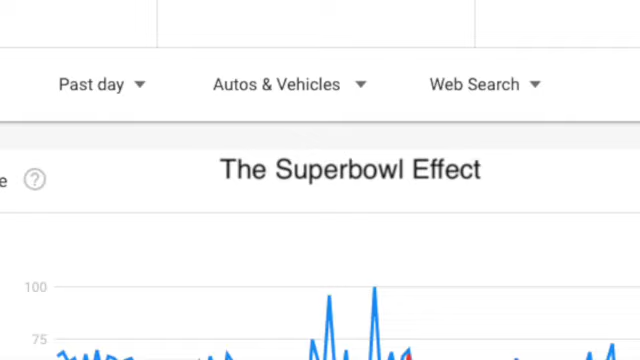 Past day Autos & Vehicles Web Search
e ? The Superbowl Effect
100
75